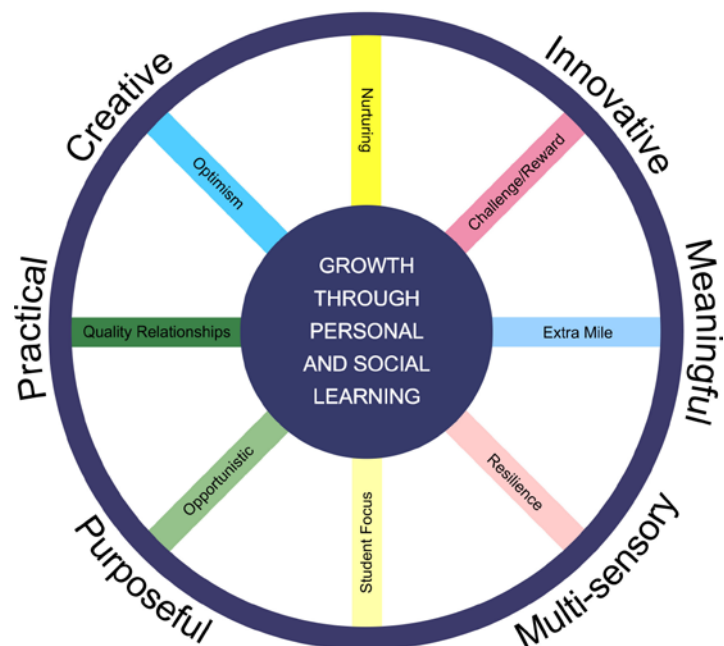 Creative
Innovative
Nurturing
Optimism
Challenge/Reward
GROWTH
THROUGH
PERSONAL
AND SOCIAL
LEARNING
Practical
Quality Relationships
Extra Mile
Meaningful
Opportunistic
Resilience
Student Focus
Purposeful
Multi-sensory